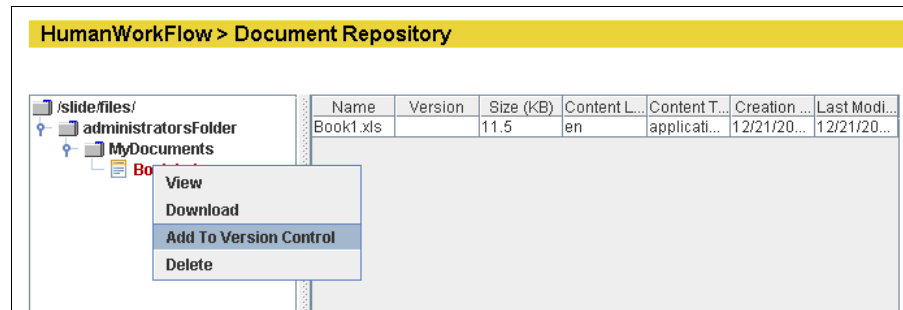 HumanWorkFlow > Document Repository
/slide/files/
administratorsFolder
MyDocuments
View
Download
Add To Version Control
Delete
Name Version Size (KB) Content L... Content T... Creation ... Last Modi...
Book1.xls 11.5 en applicati... 12/21/20... 12/21/20...